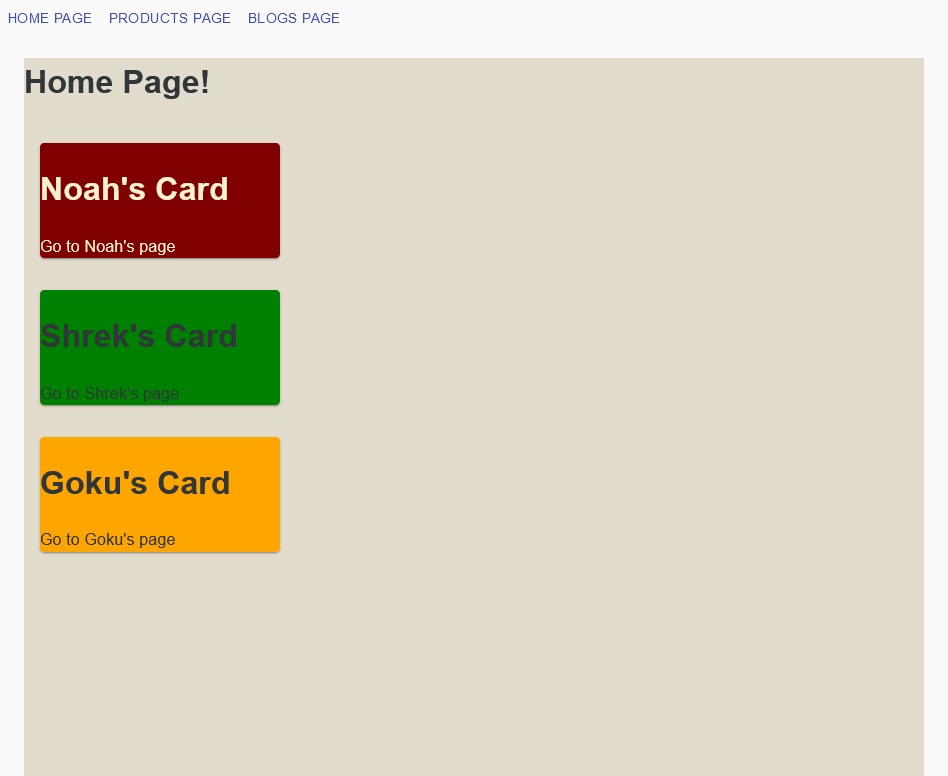 HOME PAGE PRODUCTS PAGE BLOGS PAGE
Home Page!
Noah's Card
Go to Noah's page
Shrek's Card
Go to Shrek's page
Goku's Card
Go to Goku's page